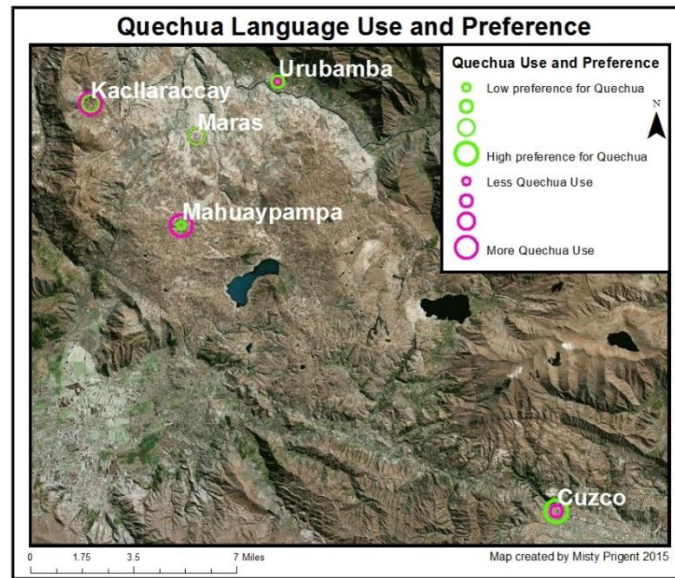 Quechua Language Use and Preference
Urubamba
Kacllaraccay
Maras
Mahuaypampa
Cuzco
Quechua Use and Preference
Low preference for Quechua
High preference for Quechua
Less Quechua Use
More Quechua Use
N
0 1.75 3.5 7 Miles
Map created by Misty Prigent 2015